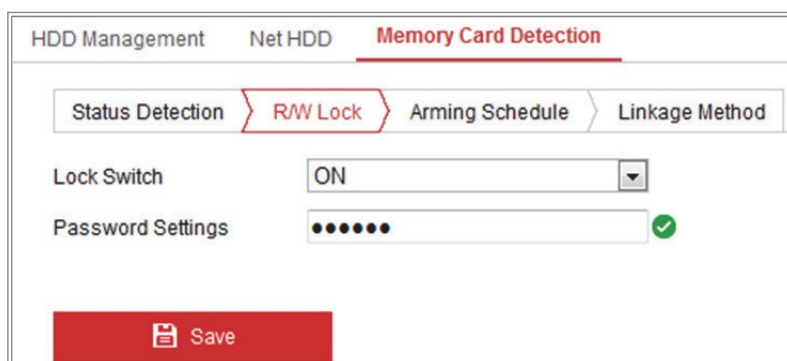 HDD Management Net HDD Memory Card Detection
Status Detection R/W Lock Arming Schedule Linkage Method
Lock Switch ON
Password Settings ••••••
Save